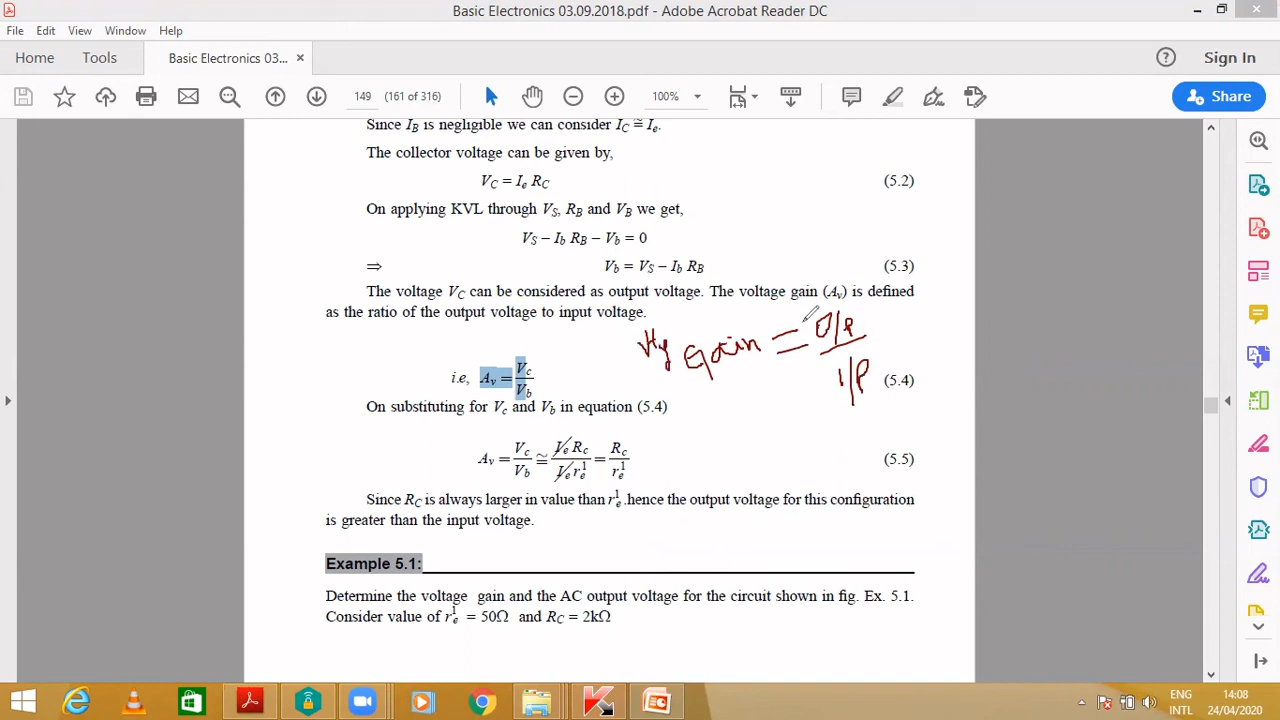 Basic Electronics 03.09.2018.pdf - Adobe Acrobat Reader DC
File Edit View Window Help
Home Tools Basic Electronics 03... × Sign In
149 (161 of 316) 100% Share
Since I_B is negligible we can consider I_C ≅ I_e.
The collector voltage can be given by,
V_C = I_e R_C (5.2)
On applying KVL through V_S, R_B and V_B we get,
V_S − I_b R_B − V_b = 0
⇒ V_b = V_S − I_b R_B (5.3)
The voltage V_C can be considered as output voltage. The voltage gain (A_v) is defined
as the ratio of the output voltage to input voltage.
Gain = O/P / I/P
i.e, A_v = V_c / V_b (5.4)
On substituting for V_c and V_b in equation (5.4)
A_v = V_c / V_b ≅ I_e R_c / I_e r_e^1 = R_c / r_e^1 (5.5)
Since R_C is always larger in value than r_e^1 .hence the output voltage for this configuration
is greater than the input voltage.
Example 5.1:
Determine the voltage gain and the AC output voltage for the circuit shown in fig. Ex. 5.1.
Consider value of r_e^1 = 50Ω and R_C = 2kΩ
ENG 14:08
INTL 24/04/2020